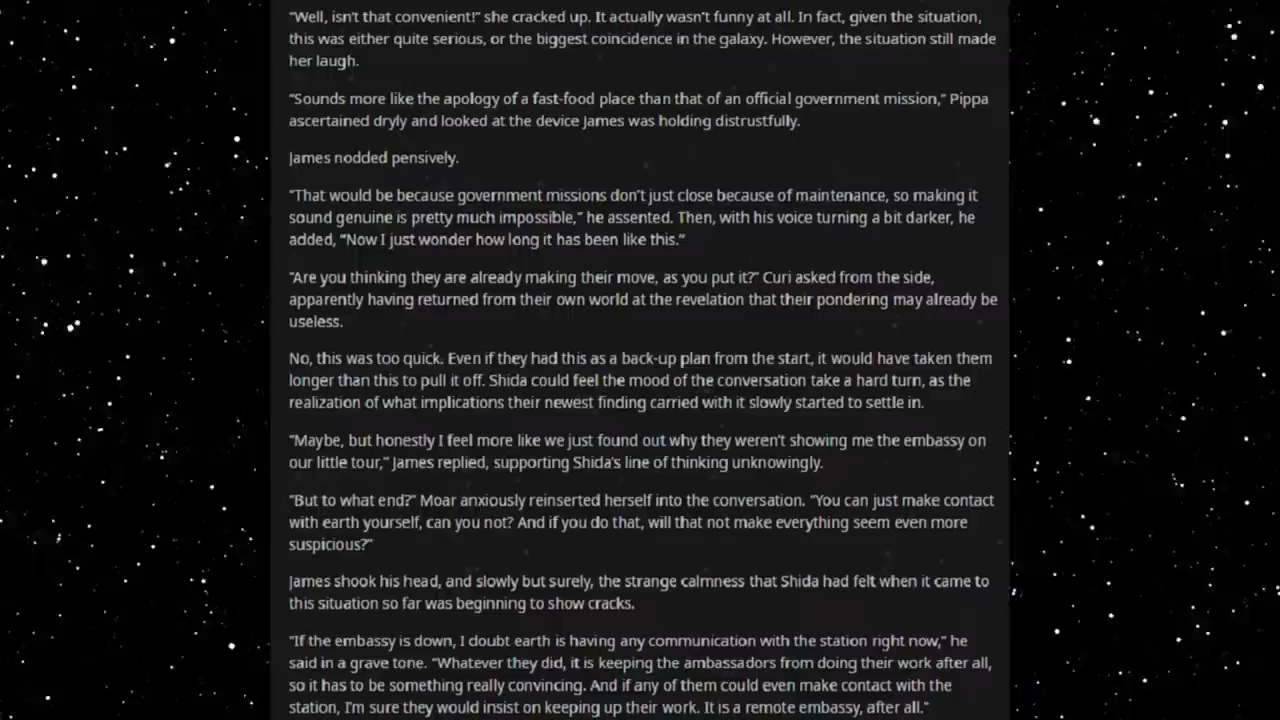 “Well, isn’t that convenient!” she cracked up. It actually wasn’t funny at all. In fact, given the situation,
this was either quite serious, or the biggest coincidence in the galaxy. However, the situation still made
her laugh.
“Sounds more like the apology of a fast-food place than that of an official government mission,” Pippa
ascertained dryly and looked at the device James was holding distrustfully.
James nodded pensively.
“That would be because government missions don’t just close because of maintenance, so making it
sound genuine is pretty much impossible,” he assented. Then, with his voice turning a bit darker, he
added, “Now I just wonder how long it has been like this.”
“Are you thinking they are already making their move, as you put it?” Curi asked from the side,
apparently having returned from their own world at the revelation that their pondering may already be
useless.
No, this was too quick. Even if they had this as a back-up plan from the start, it would have taken them
longer than this to pull it off. Shida could feel the mood of the conversation take a hard turn, as the
realization of what implications their newest finding carried with it slowly started to settle in.
“Maybe, but honestly I feel more like we just found out why they weren’t showing me the embassy on
our little tour,” James replied, supporting Shida’s line of thinking unknowingly.
“But to what end?” Moar anxiously reinserted herself into the conversation. “You can just make contact
with earth yourself, can you not? And if you do that, will that not make everything seem even more
suspicious?”
James shook his head, and slowly but surely, the strange calmness that Shida had felt when it came to
this situation so far was beginning to show cracks.
“If the embassy is down, I doubt earth is having any communication with the station right now,” he
said in a grave tone. “Whatever they did, it is keeping the ambassadors from doing their work after all,
so it has to be something really convincing. And if any of them could even make contact with the
station, I’m sure they would insist on keeping up their work. It is a remote embassy, after all.”